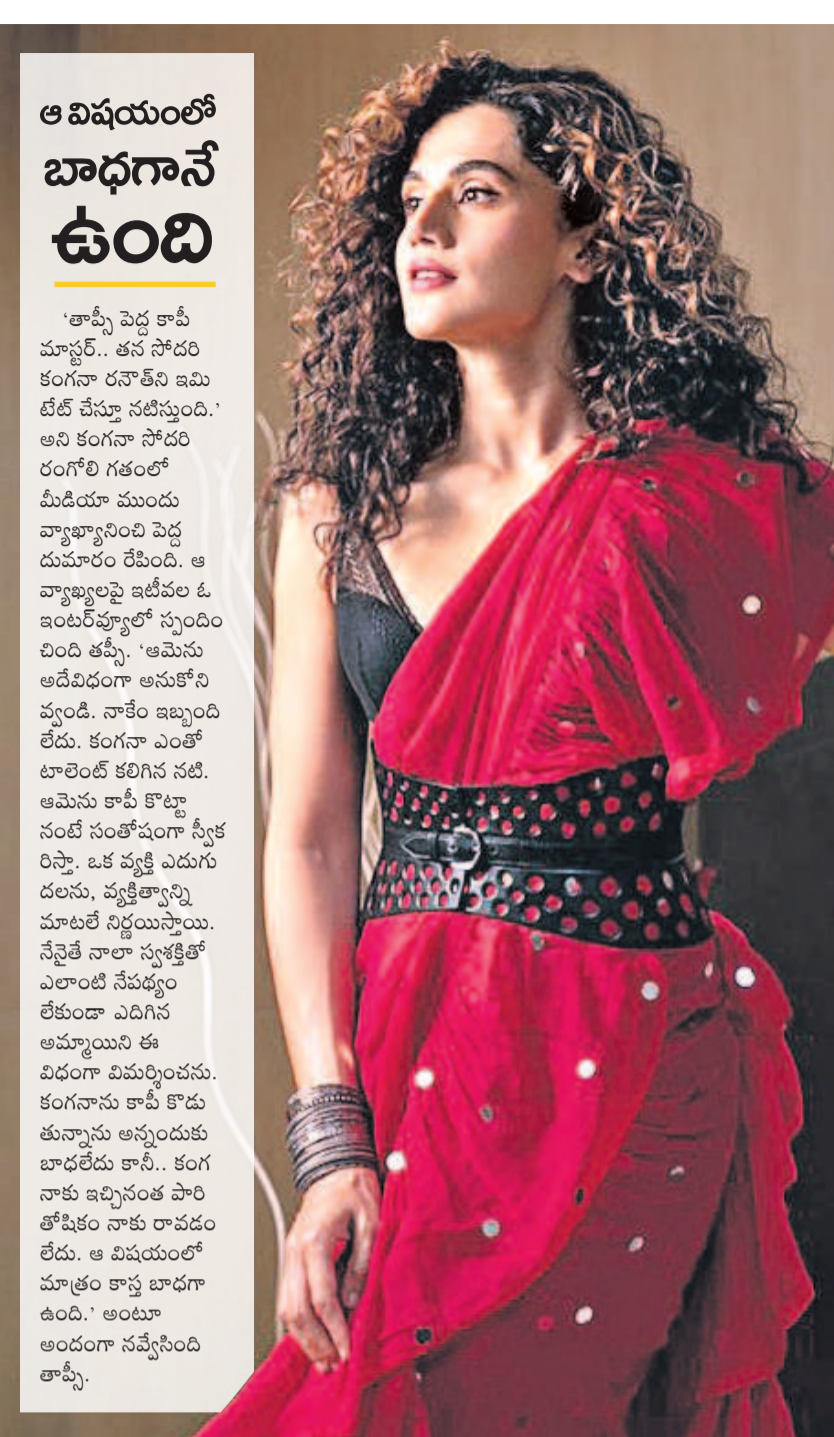 ఆ విషయంలో
బాధగానే
ఉంది
‘తాప్సీ పెద్ద కాపీ
మాస్టర్.. తన సోదరి
కంగనా రనౌత్‌ని ఇమి
టేట్ చేస్తూ నటిస్తుంది.’
అని కంగనా సోదరి
రంగోలి గతంలో
మీడియా ముందు
వ్యాఖ్యానించి పెద్ద
దుమారం రేపింది. ఆ
వ్యాఖ్యలపై ఇటీవల ఓ
ఇంటర్‌వ్యూలో స్పందిం
చింది తప్సీ. ‘ఆమెను
అదేవిధంగా అనుకోని
వ్వండి. నాకేం ఇబ్బంది
లేదు. కంగనా ఎంతో
టాలెంట్ కలిగిన నటి.
ఆమెను కాపీ కొట్టా
నంటే సంతోషంగా స్వీక
రిస్తా. ఒక వ్యక్తి ఎదుగు
దలను, వ్యక్తిత్వాన్ని
మాటలే నిర్ణయిస్తాయి.
నేనైతే నాలా స్వశక్తితో
ఎలాంటి నేపథ్యం
లేకుండా ఎదిగిన
అమ్మాయిని ఈ
విధంగా విమర్శించను.
కంగనాను కాపీ కొడు
తున్నాను అన్నందుకు
బాధలేదు కానీ.. కంగ
నాకు ఇచ్చినంత పారి
తోషికం నాకు రావడం
లేదు. ఆ విషయంలో
మాత్రం కాస్త బాధగా
ఉంది.’ అంటూ
అందంగా నవ్వేసింది
తాప్సీ.